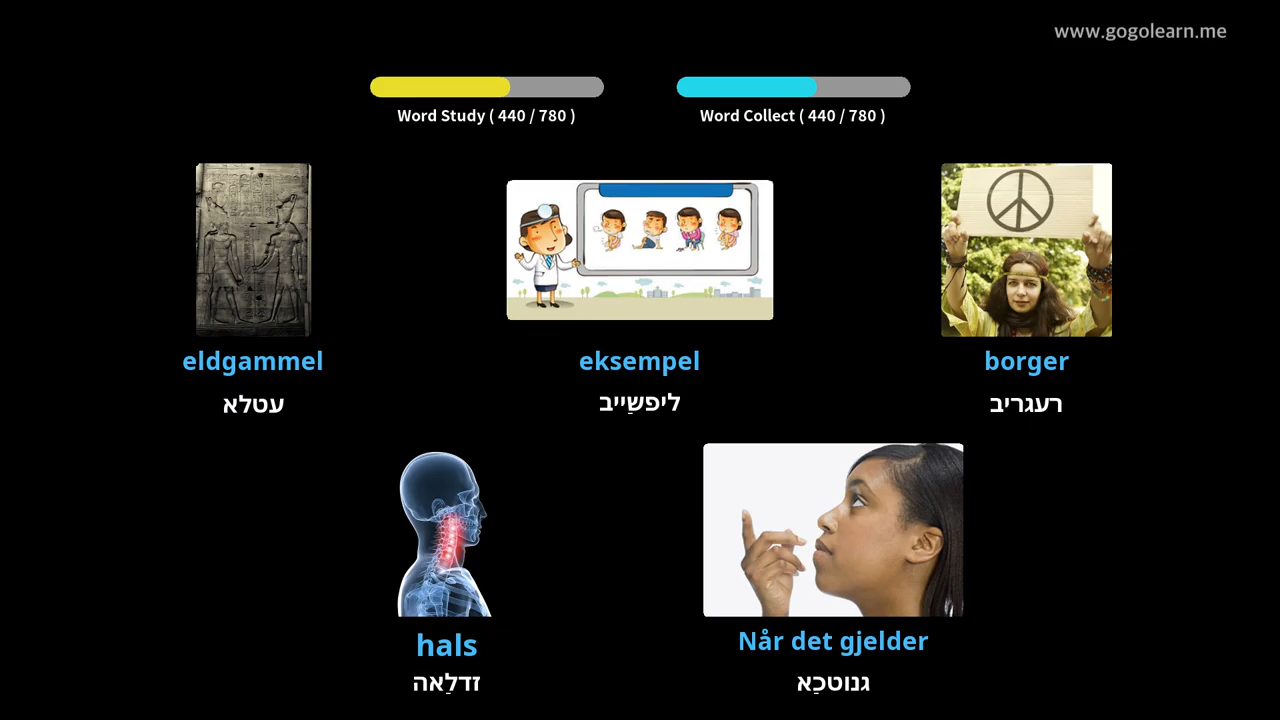 www.gogolearn.me
Word Study ( 440 / 780 )
Word Collect ( 440 / 780 )
eldgammel
עטלא
eksempel
ליפשַייב
borger
רעגריב
hals
זדלַאה
Når det gjelder
גנוטכַא